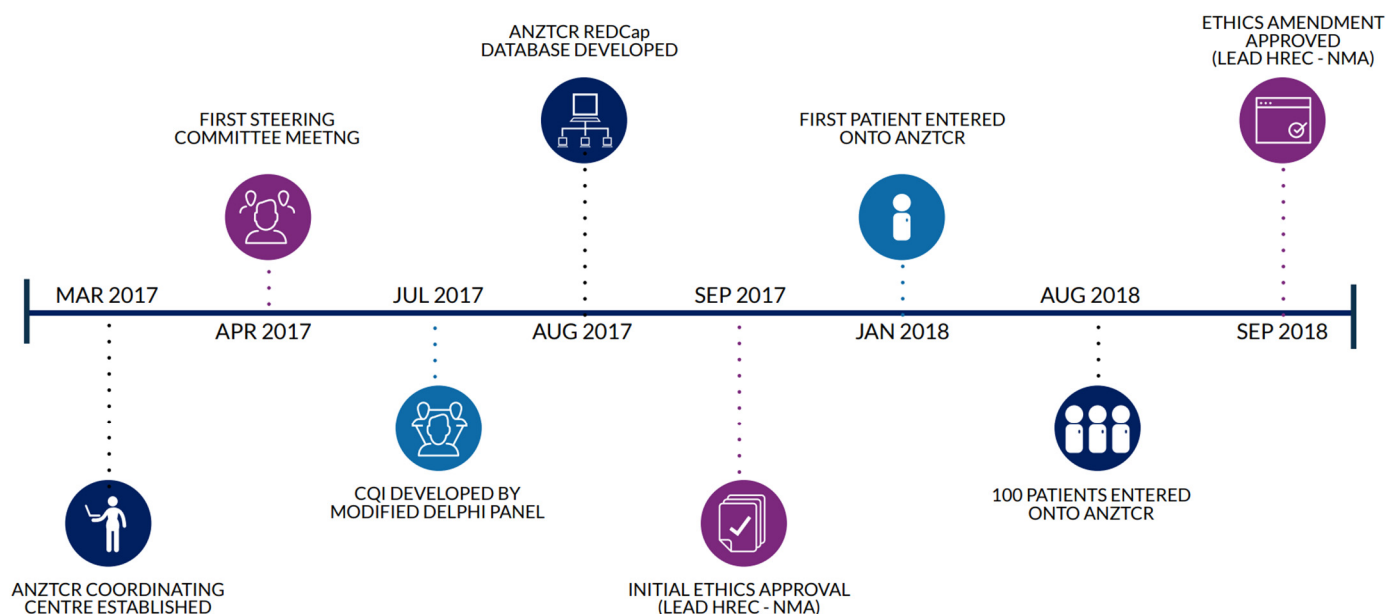 ANZTCR REDCap
DATABASE DEVELOPED
ETHICS AMENDMENT
APPROVED
(LEAD HREC - NMA)
FIRST STEERING
COMMITTEE MEETNG
FIRST PATIENT ENTERED
ONTO ANZTCR
MAR 2017
JUL 2017
SEP 2017
AUG 2018
APR 2017
AUG 2017
JAN 2018
SEP 2018
CQI DEVELOPED BY
MODIFIED DELPHI PANEL
100 PATIENTS ENTERED
ONTO ANZTCR
ANZTCR COORDINATING
CENTRE ESTABLISHED
INITIAL ETHICS APPROVAL
(LEAD HREC - NMA)